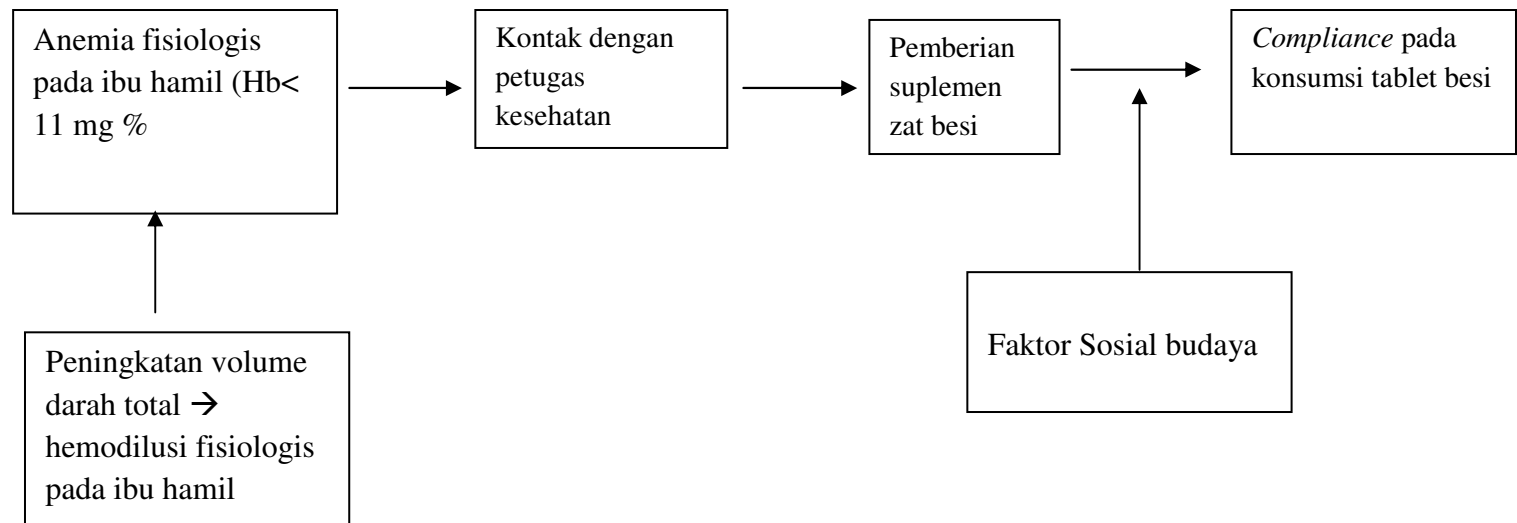 Anemia fisiologis
pada ibu hamil (Hb<
11 mg %
Kontak dengan
petugas
kesehatan
Pemberian
suplemen
zat besi
Compliance pada
konsumsi tablet besi
Peningkatan volume
darah total →
hemodilusi fisiologis
pada ibu hamil
Faktor Sosial budaya